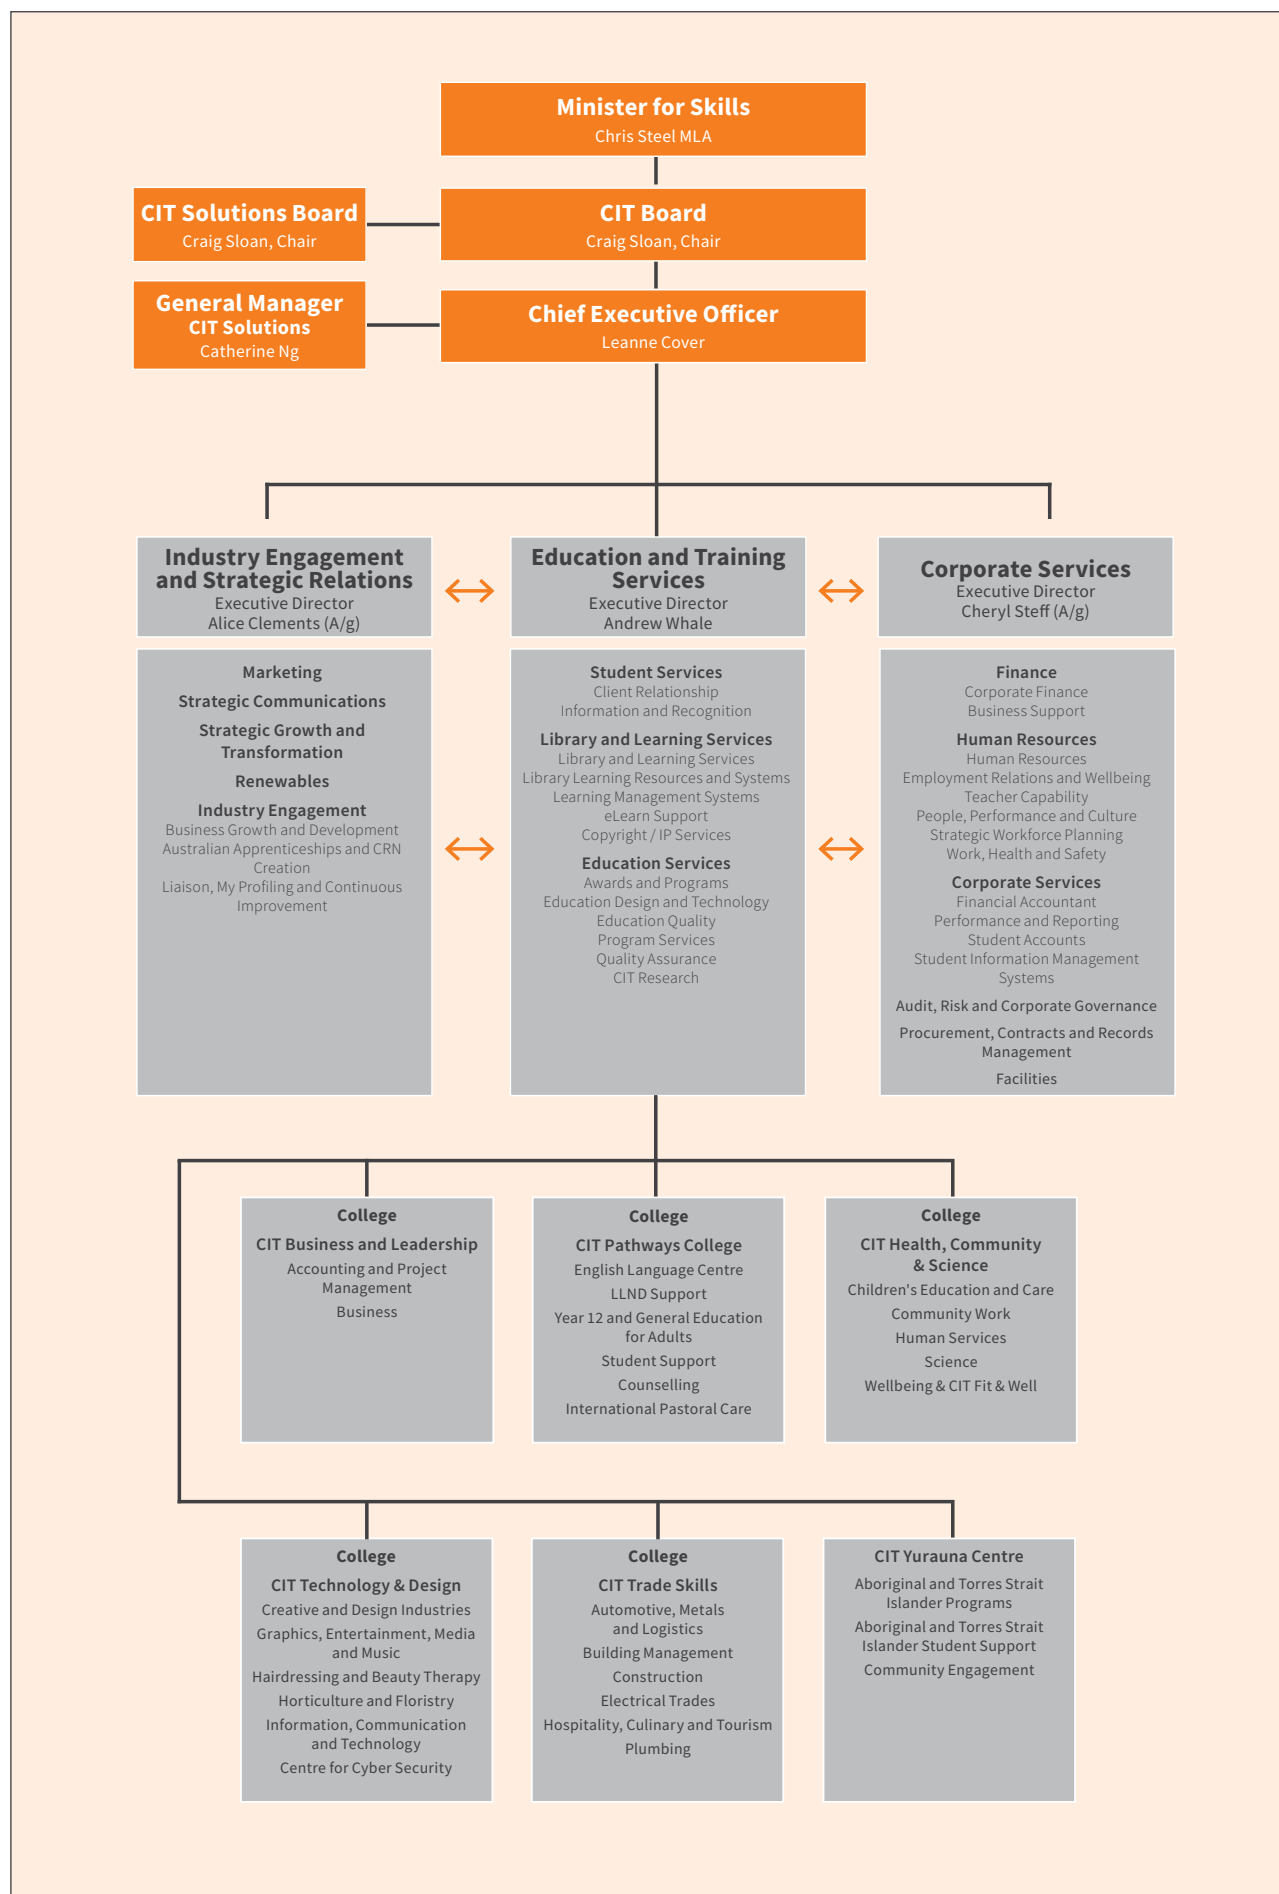 Minister for Skills
Chris Steel MLA
CIT Solutions Board
Craig Sloan, Chair
CIT Board
Craig Sloan, Chair
General Manager
CIT Solutions
Catherine Ng
Chief Executive Officer
Leanne Cover
Industry Engagement
and Strategic Relations
Executive Director
Alice Clements (A/g)
Education and Training
Services
Executive Director
Andrew Whale
Corporate Services
Executive Director
Cheryl Steff (A/g)
Marketing
Strategic Communications
Strategic Growth and
Transformation
Renewables
Industry Engagement
Business Growth and Development
Australian Apprenticeships and CRN
Creation
Liaison, My Profiling and Continuous
Improvement
Student Services
Client Relationship
Information and Recognition
Library and Learning Services
Library and Learning Services
Library Learning Resources and Systems
Learning Management Systems
eLearn Support
Copyright / IP Services
Education Services
Awards and Programs
Education Design and Technology
Education Quality
Program Services
Quality Assurance
CIT Research
Finance
Corporate Finance
Business Support
Human Resources
Human Resources
Employment Relations and Wellbeing
Teacher Capability
People, Performance and Culture
Strategic Workforce Planning
Work, Health and Safety
Corporate Services
Financial Accountant
Performance and Reporting
Student Accounts
Student Information Management
Systems
Audit, Risk and Corporate Governance
Procurement, Contracts and Records
Management
Facilities
College
CIT Business and Leadership
Accounting and Project
Management
Business
College
CIT Pathways College
English Language Centre
LLND Support
Year 12 and General Education
for Adults
Student Support
Counselling
International Pastoral Care
College
CIT Health, Community
& Science
Children's Education and Care
Community Work
Human Services
Science
Wellbeing & CIT Fit & Well
College
CIT Technology & Design
Creative and Design Industries
Graphics, Entertainment, Media
and Music
Hairdressing and Beauty Therapy
Horticulture and Floristry
Information, Communication
and Technology
Centre for Cyber Security
College
CIT Trade Skills
Automotive, Metals
and Logistics
Building Management
Construction
Electrical Trades
Hospitality, Culinary and Tourism
Plumbing
CIT Yurauna Centre
Aboriginal and Torres Strait
Islander Programs
Aboriginal and Torres Strait
Islander Student Support
Community Engagement